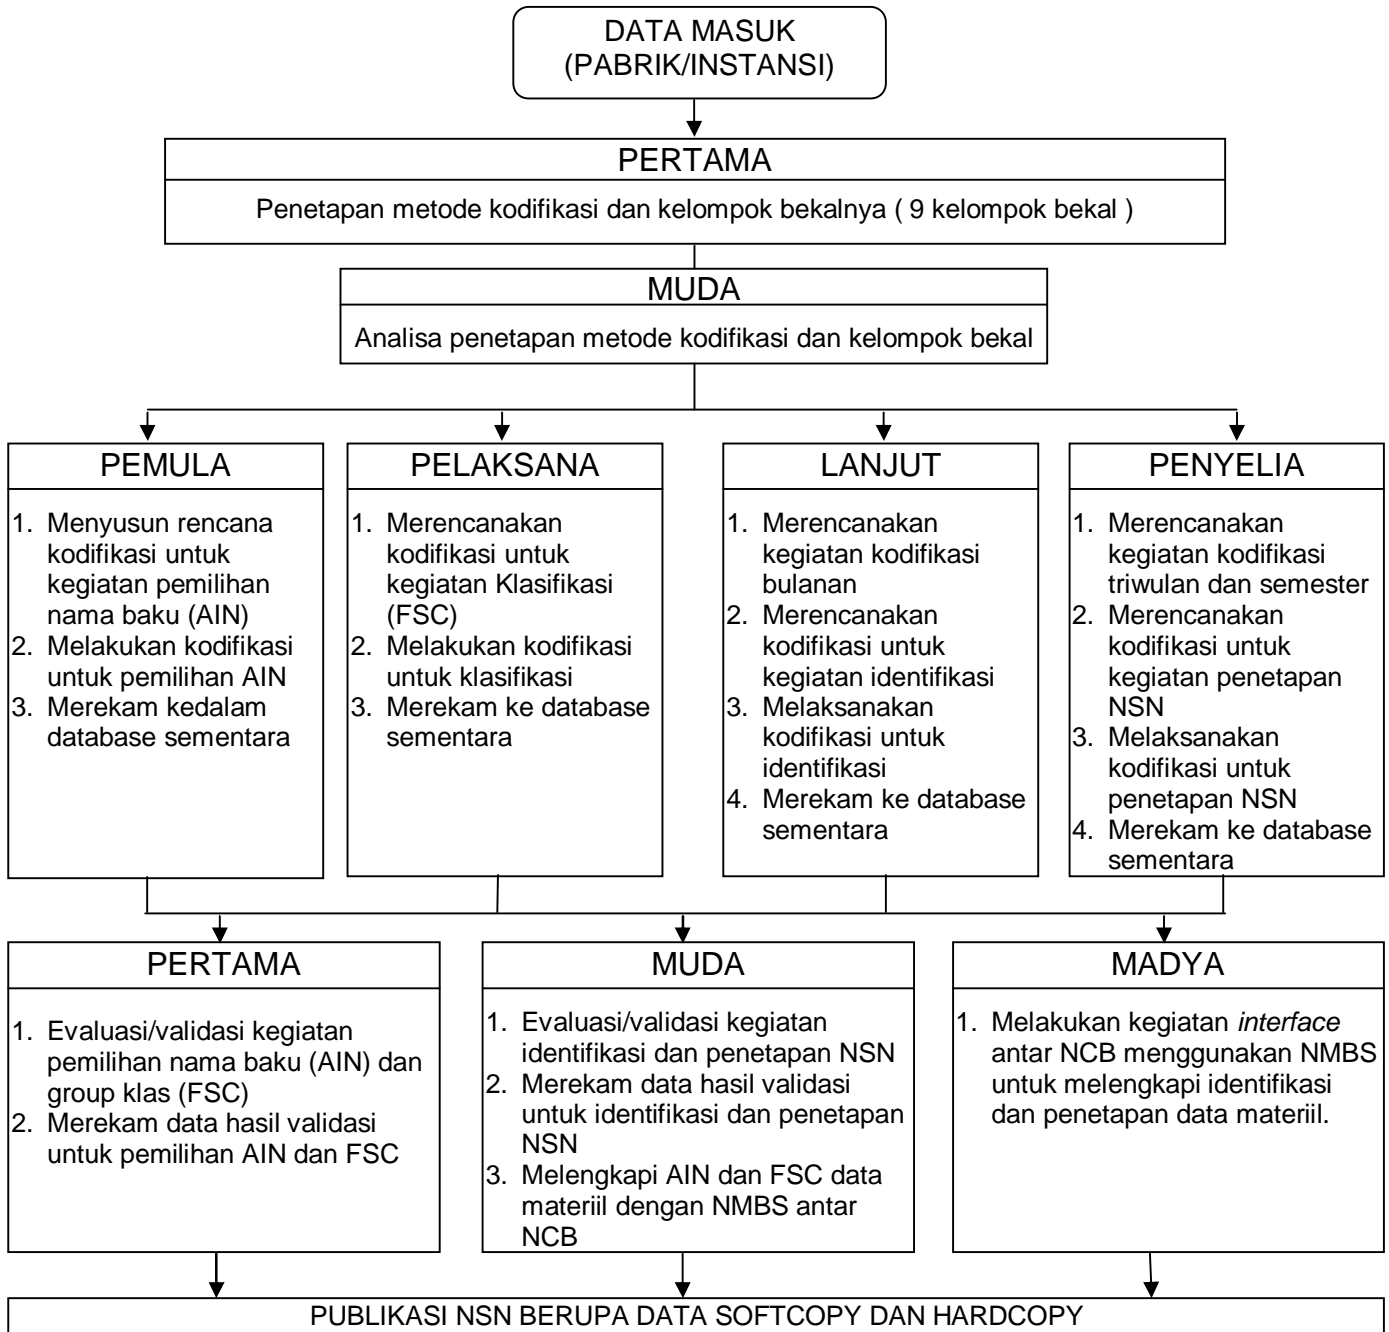 DATA MASUK
(PABRIK/INSTANSI)
PERTAMA
Penetapan metode kodifikasi dan kelompok bekalnya ( 9 kelompok bekal )
MUDA
Analisa penetapan metode kodifikasi dan kelompok bekal
PEMULA
1. Menyusun rencana
kodifikasi untuk
kegiatan pemilihan
nama baku (AIN)
2. Melakukan kodifikasi
untuk pemilihan AIN
3. Merekam kedalam
database sementara
PELAKSANA
1. Merencanakan
kodifikasi untuk
kegiatan Klasifikasi
(FSC)
2. Melakukan kodifikasi
untuk klasifikasi
3. Merekam ke database
sementara
LANJUT
1. Merencanakan
kegiatan kodifikasi
bulanan
2. Merencanakan
kodifikasi untuk
kegiatan identifikasi
3. Melaksanakan
kodifikasi untuk
identifikasi
4. Merekam ke database
sementara
PENYELIA
1. Merencanakan
kegiatan kodifikasi
triwulan dan semester
2. Merencanakan
kodifikasi untuk
kegiatan penetapan
NSN
3. Melaksanakan
kodifikasi untuk
penetapan NSN
4. Merekam ke database
sementara
PERTAMA
1. Evaluasi/validasi kegiatan
pemilihan nama baku (AIN) dan
group klas (FSC)
2. Merekam data hasil validasi
untuk pemilihan AIN dan FSC
MUDA
1. Evaluasi/validasi kegiatan
identifikasi dan penetapan NSN
2. Merekam data hasil validasi
untuk identifikasi dan penetapan
NSN
3. Melengkapi AIN dan FSC data
materiil dengan NMBS antar
NCB
MADYA
1. Melakukan kegiatan interface
antar NCB menggunakan NMBS
untuk melengkapi identifikasi
dan penetapan data materiil.
PUBLIKASI NSN BERUPA DATA SOFTCOPY DAN HARDCOPY